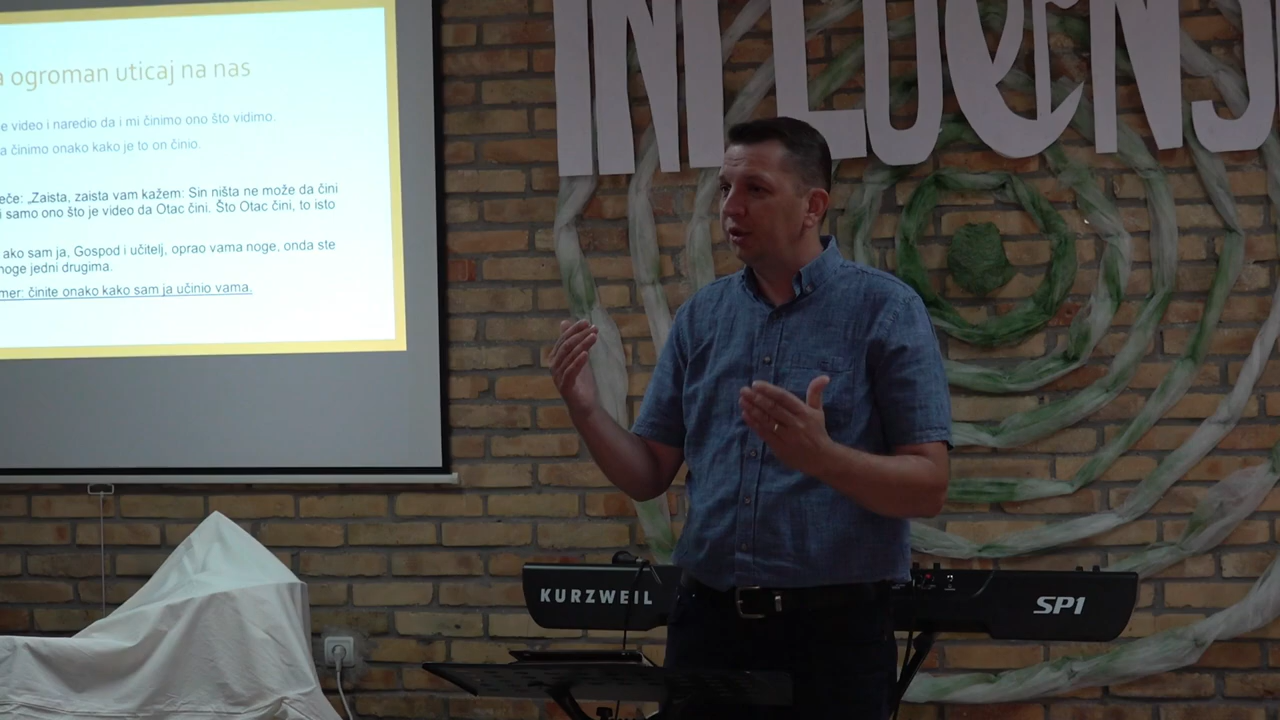 a ogroman uticaj na nas
e video i naredio da i mi činimo ono što vidimo.
a činimo onako kako je to on činio.
eče: „Zaista, zaista vam kažem: Sin ništa ne može da čini
i samo ono što je video da Otac čini. Što Otac čini, to isto
ako sam ja, Gospod i učitelj, oprao vama noge, onda ste
noge jedni drugima.
mer: činite onako kako sam ja učinio vama.
INFLUENS
KURZWEIL
SP1